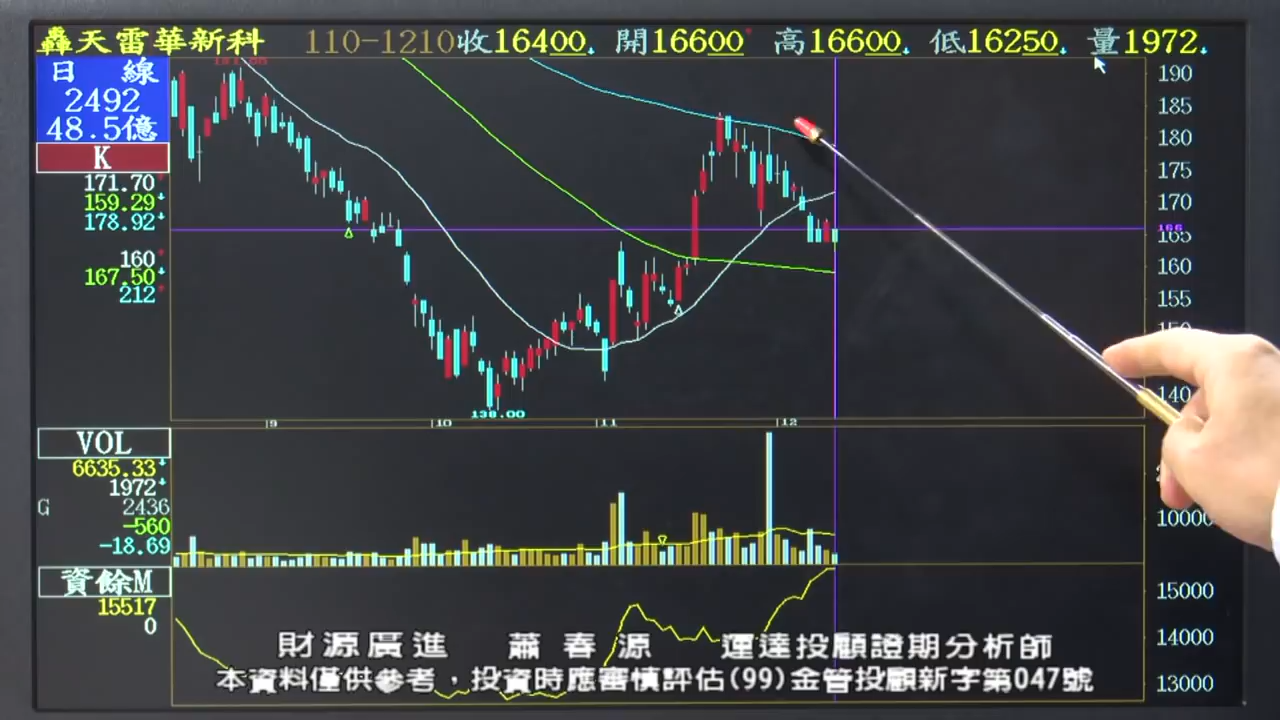 轟天雷華新科 110-1210收16400 開16600 高16600 低16250 量1972
日 線
2492
48.5億
K
171.70
159.29
178.92
160
167.50
212
190
185
180
175
170
165
160
155
140
138.00
9 10 11 12
VOL
6635.33
1972
G 2436
-560
-18.69
10000
資餘M
15517
0
15000
14000
13000
財源廣進 蕭春源 運達投顧證期分析師
本資料僅供參考，投資時應審慎評估(99)金管投顧新字第047號